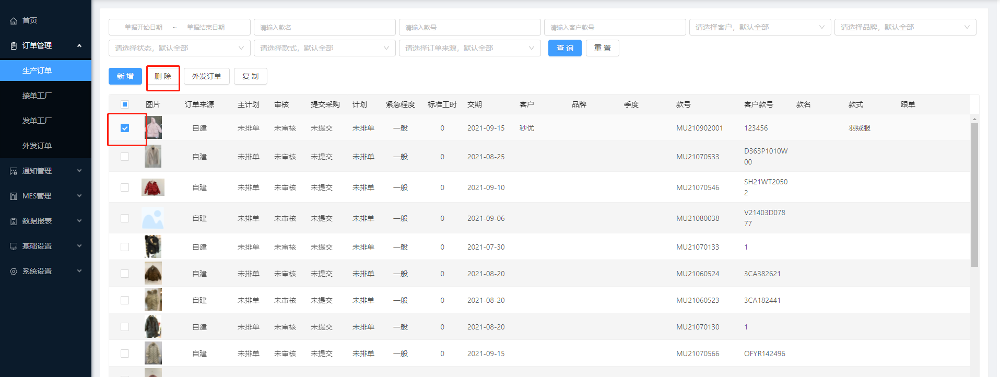 首页
订单管理
生产订单
接单工厂
发单工厂
外发订单
通知管理
MES管理
数据报表
基础设置
系统设置
单据开始日期 ~ 单据结束日期 请输入款名 请输入款号 请输入客户款号 请选择客户，默认全部 请选择品牌，默认全部
请选择状态，默认全部 请选择款式，默认全部 请选择订单来源，默认全部 查 询 重 置
新 增 删 除 外发订单 复 制
图片 订单来源 主计划 审核 提交采购 计划 紧急程度 标准工时 交期 客户 品牌 季度 款号 客户款号 款名 款式 跟单
自建 未排单 未审核 未提交 未排单 一般 0 2021-09-15 秒优 MU210902001 123456 羽绒服
自建 未排单 未审核 未提交 未排单 一般 0 2021-08-25 MU21070533 D363P1010W
00
自建 未排单 未审核 未提交 未排单 一般 0 2021-09-10 MU21070546 SH21WT2050
2
自建 未排单 未审核 未提交 未排单 一般 0 2021-09-06 MU21080038 V21403D078
77
自建 未排单 未审核 未提交 未排单 一般 0 2021-07-30 MU21070133 1
自建 未排单 未审核 未提交 未排单 一般 0 2021-08-20 MU21060524 3CA382621
自建 未排单 未审核 未提交 未排单 一般 0 2021-08-20 MU21060523 3CA182441
自建 未排单 未审核 未提交 未排单 一般 0 2021-08-20 MU21070130 1
自建 未排单 未审核 未提交 未排单 一般 0 2021-09-15 MU21070566 OFYR142496